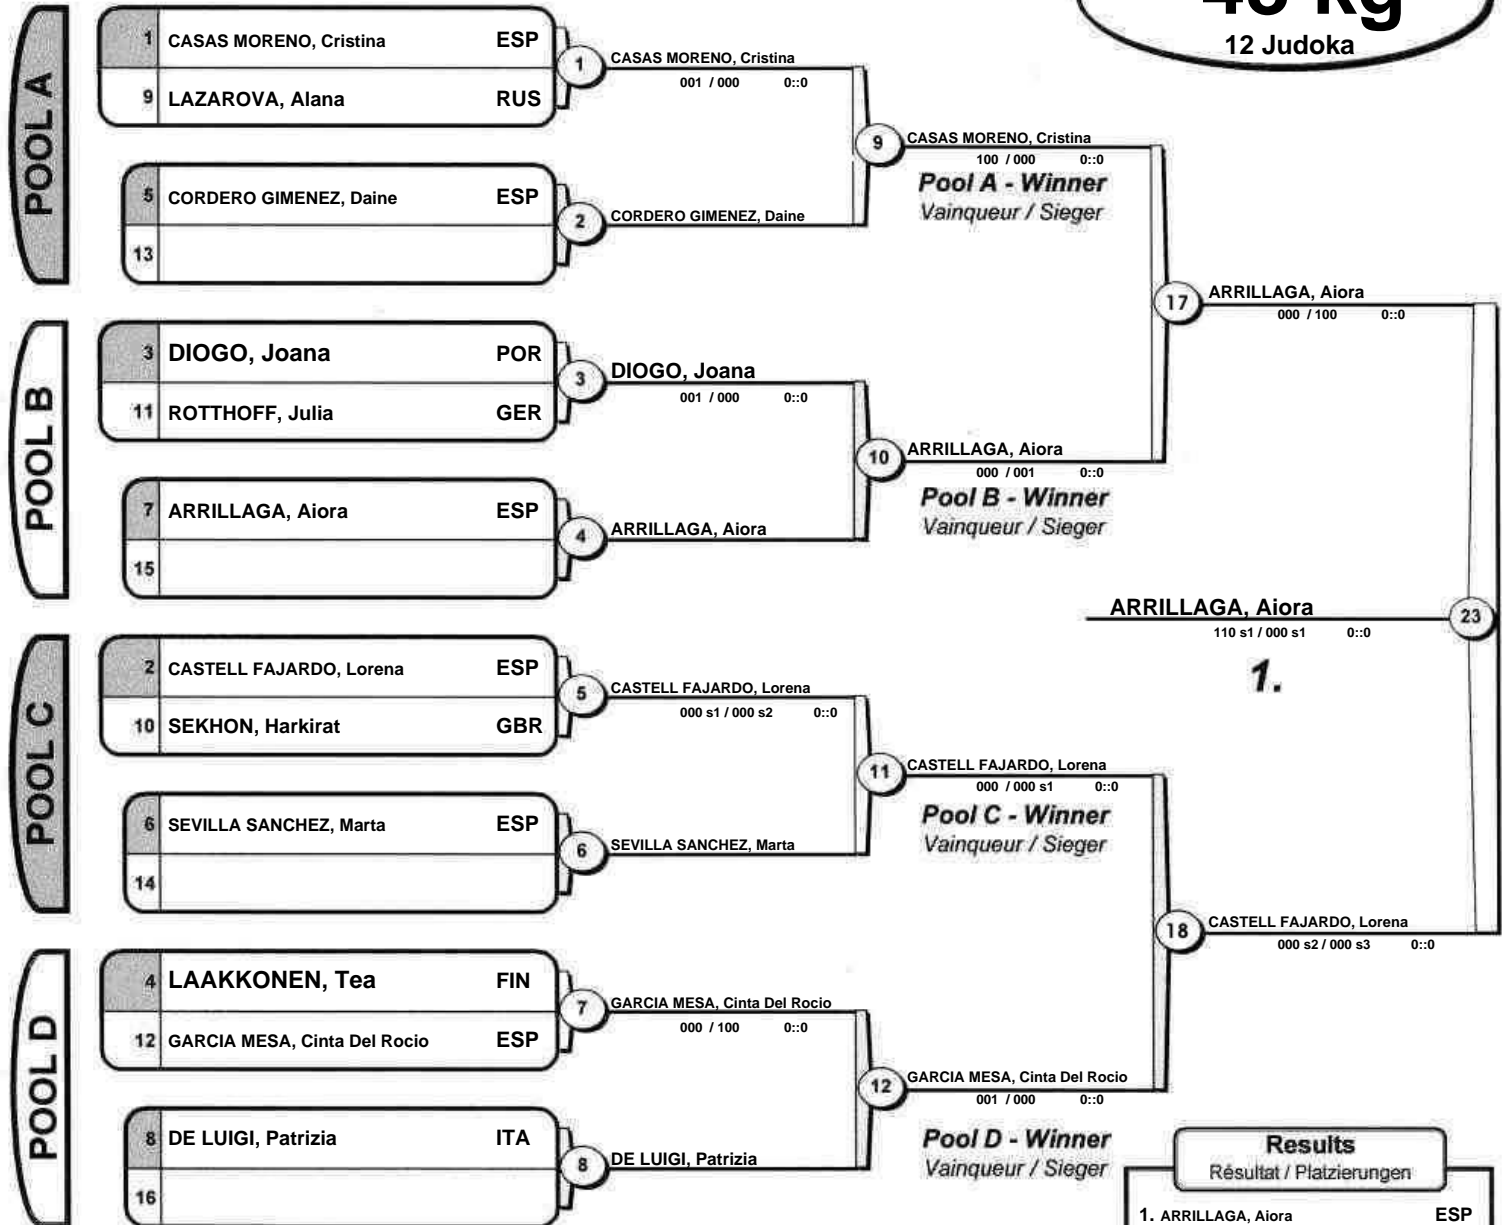 12 Judoka
POOL A
1 CASAS MORENO, Cristina ESP
9 LAZAROVA, Alana RUS
1
CASAS MORENO, Cristina
001 / 000 0::0
5 CORDERO GIMENEZ, Daine ESP
13
2
CORDERO GIMENEZ, Daine
9
CASAS MORENO, Cristina
100 / 000 0::0
Pool A - Winner
Vainqueur / Sieger
17
ARRILLAGA, Aiora
000 / 100 0::0
POOL B
3 DIOGO, Joana POR
11 ROTTHOFF, Julia GER
3
DIOGO, Joana
001 / 000 0::0
7 ARRILLAGA, Aiora ESP
15
4
ARRILLAGA, Aiora
10
ARRILLAGA, Aiora
000 / 001 0::0
Pool B - Winner
Vainqueur / Sieger
ARRILLAGA, Aiora
110 s1 / 000 s1 0::0
23
1.
POOL C
2 CASTELL FAJARDO, Lorena ESP
10 SEKHON, Harkirat GBR
5
CASTELL FAJARDO, Lorena
000 s1 / 000 s2 0::0
6 SEVILLA SANCHEZ, Marta ESP
14
6
SEVILLA SANCHEZ, Marta
11
CASTELL FAJARDO, Lorena
000 / 000 s1 0::0
Pool C - Winner
Vainqueur / Sieger
18
CASTELL FAJARDO, Lorena
000 s2 / 000 s3 0::0
POOL D
4 LAAKKONEN, Tea FIN
12 GARCIA MESA, Cinta Del Rocio ESP
7
GARCIA MESA, Cinta Del Rocio
000 / 100 0::0
8 DE LUIGI, Patrizia ITA
16
8
DE LUIGI, Patrizia
12
GARCIA MESA, Cinta Del Rocio
001 / 000 0::0
Pool D - Winner
Vainqueur / Sieger
Results
Résultat / Platzierungen
1. ARRILLAGA, Aiora ESP